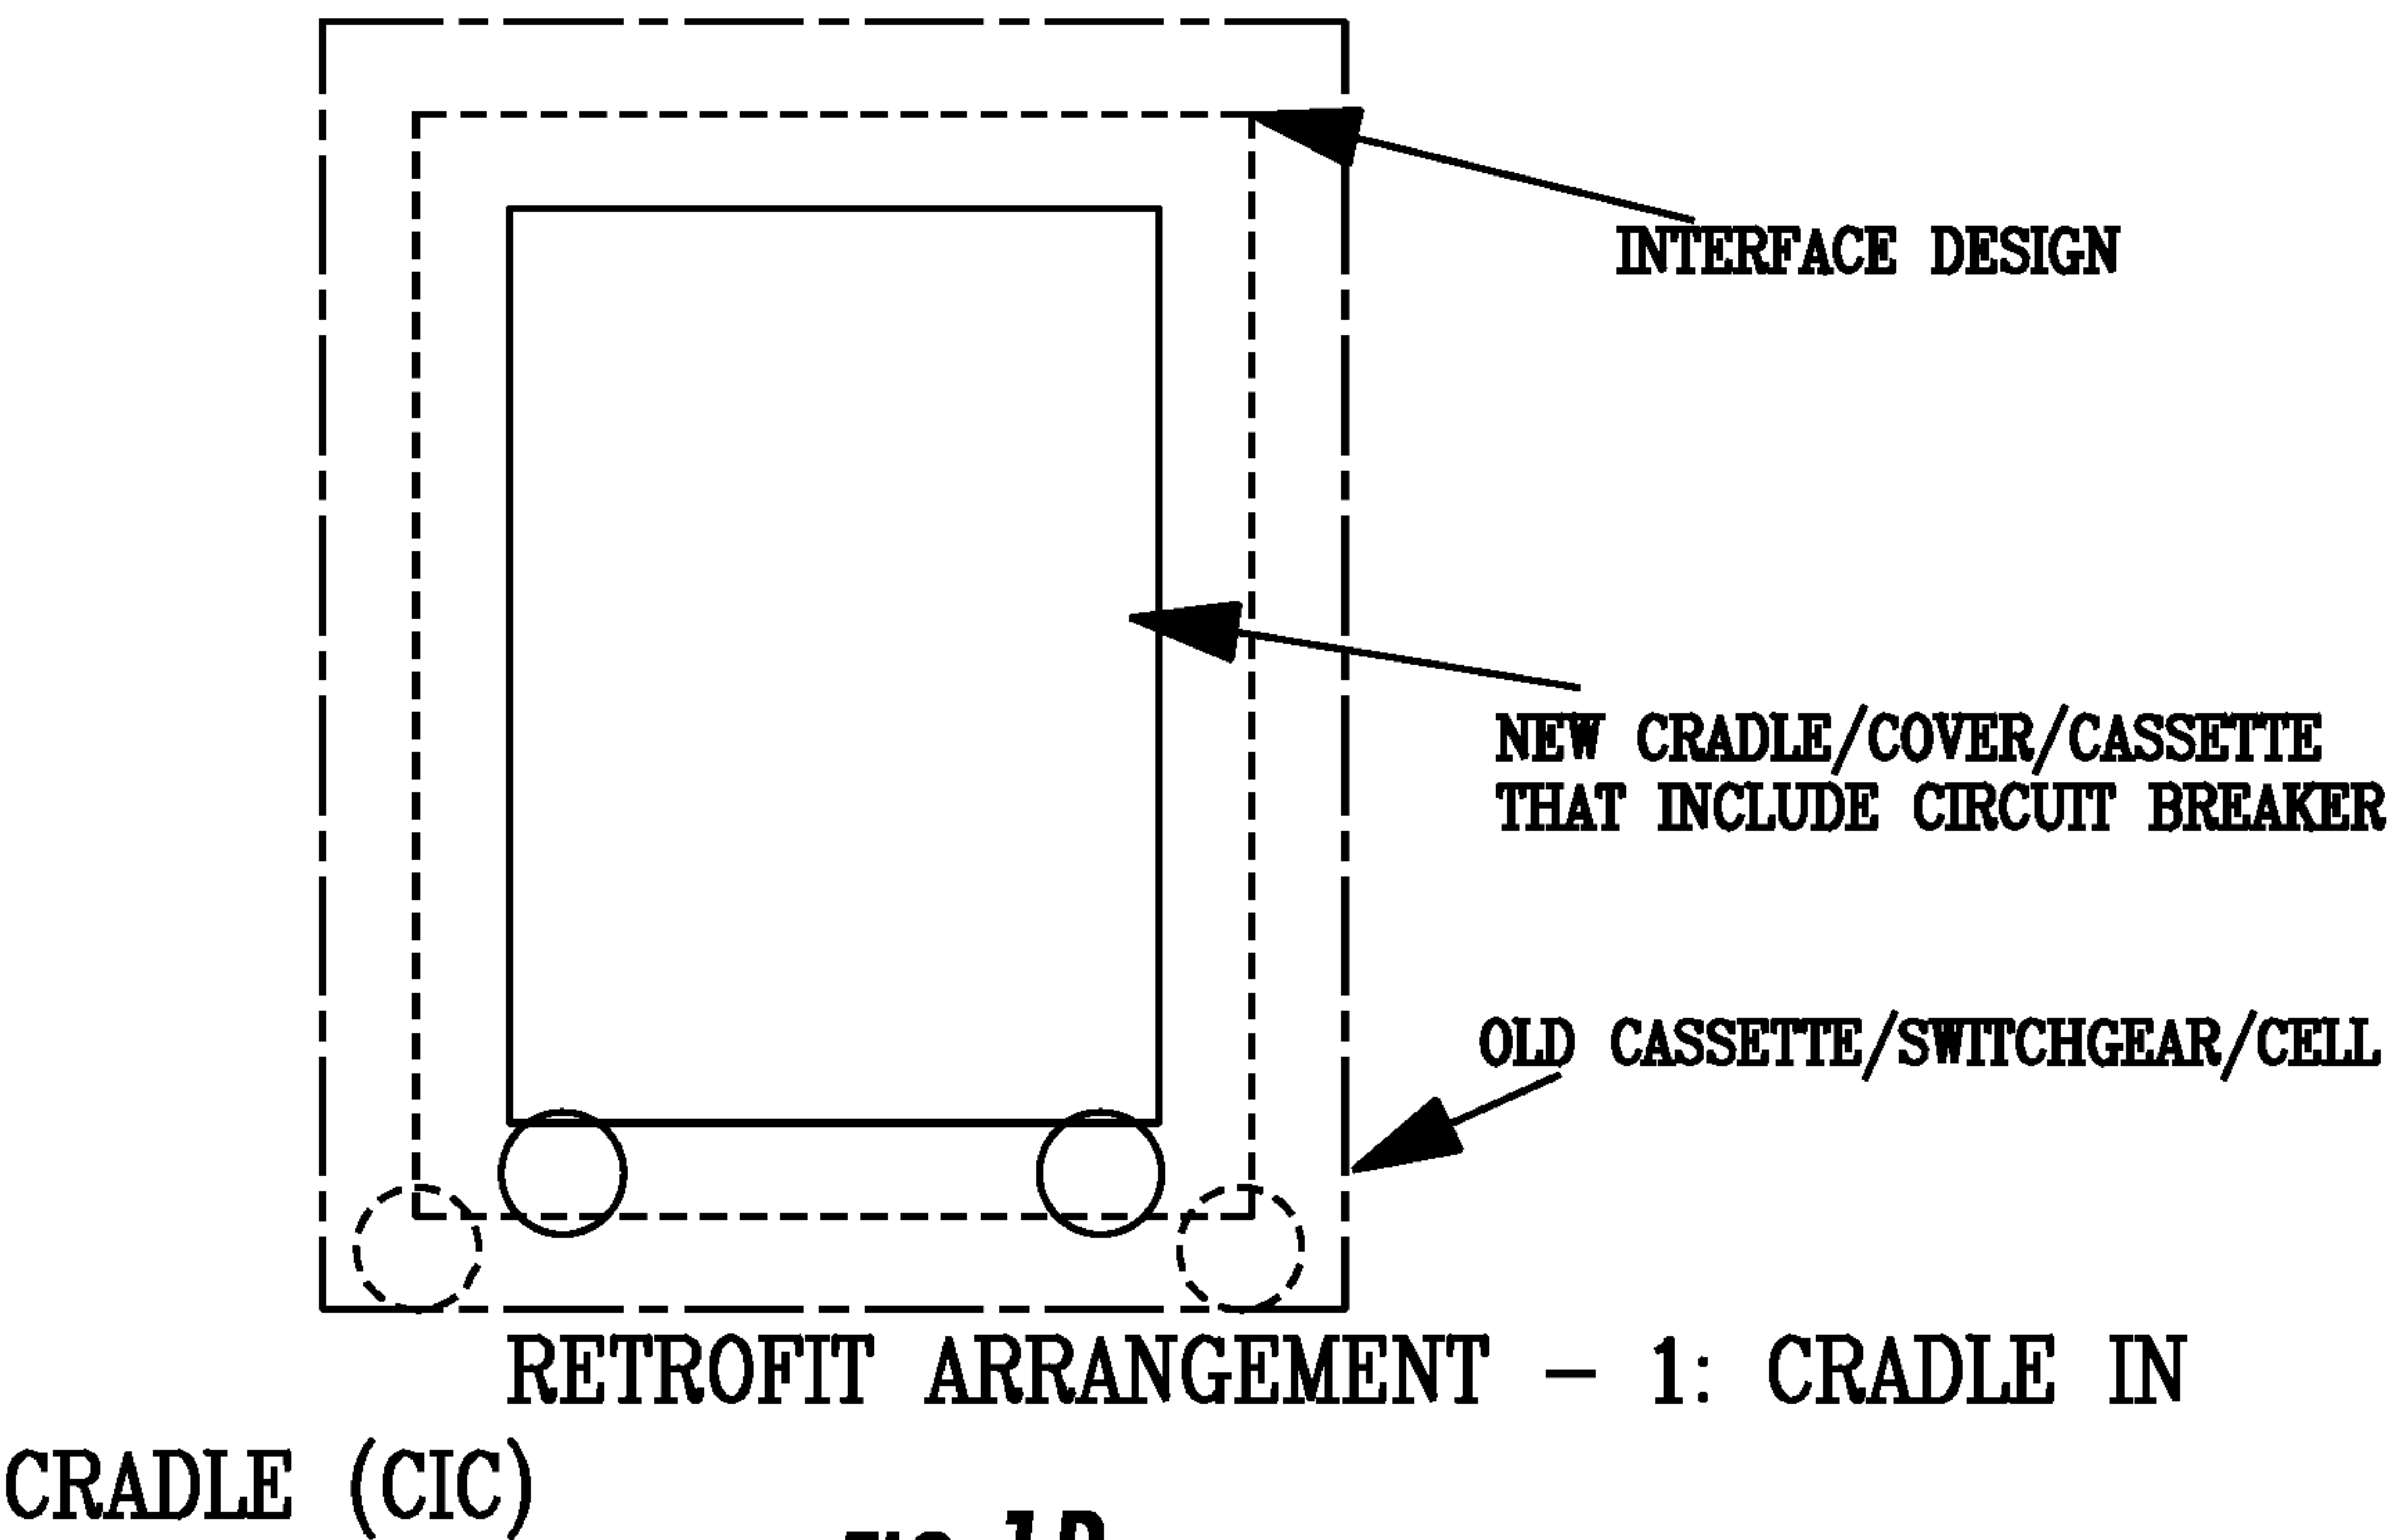 INTERFACE DESIGN
NEW CRADLE/COVER/CASSETTE
THAT INCLUDE CIRCUIT BREAKER
OLD CASSETTE/SWITCHGEAR/CELL
RETROFIT ARRANGEMENT – 1: CRADLE IN
CRADLE (CIC)